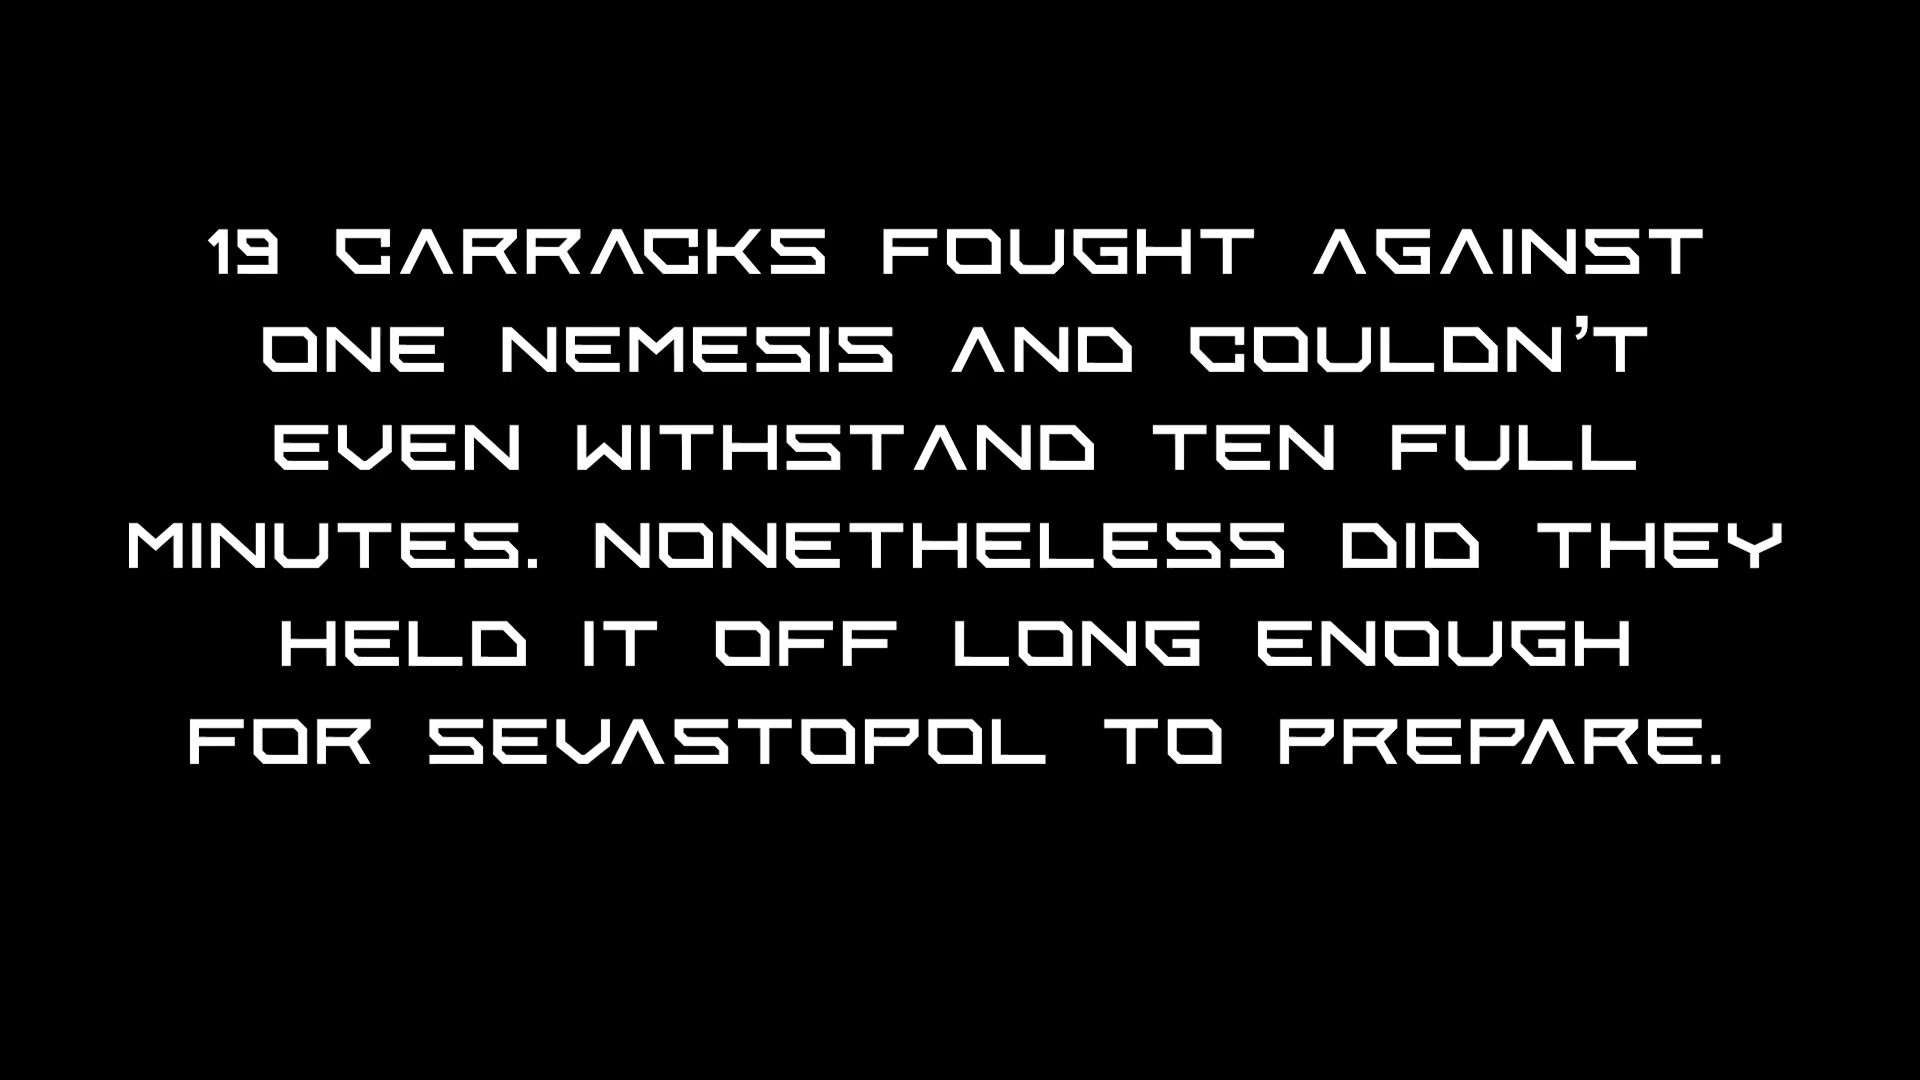 19 CARRACKS FOUGHT AGAINST
ONE NEMESIS AND COULDN’T
EVEN WITHSTAND TEN FULL
MINUTES. NONETHELESS DID THEY
HELD IT OFF LONG ENOUGH
FOR SEVASTOPOL TO PREPARE.